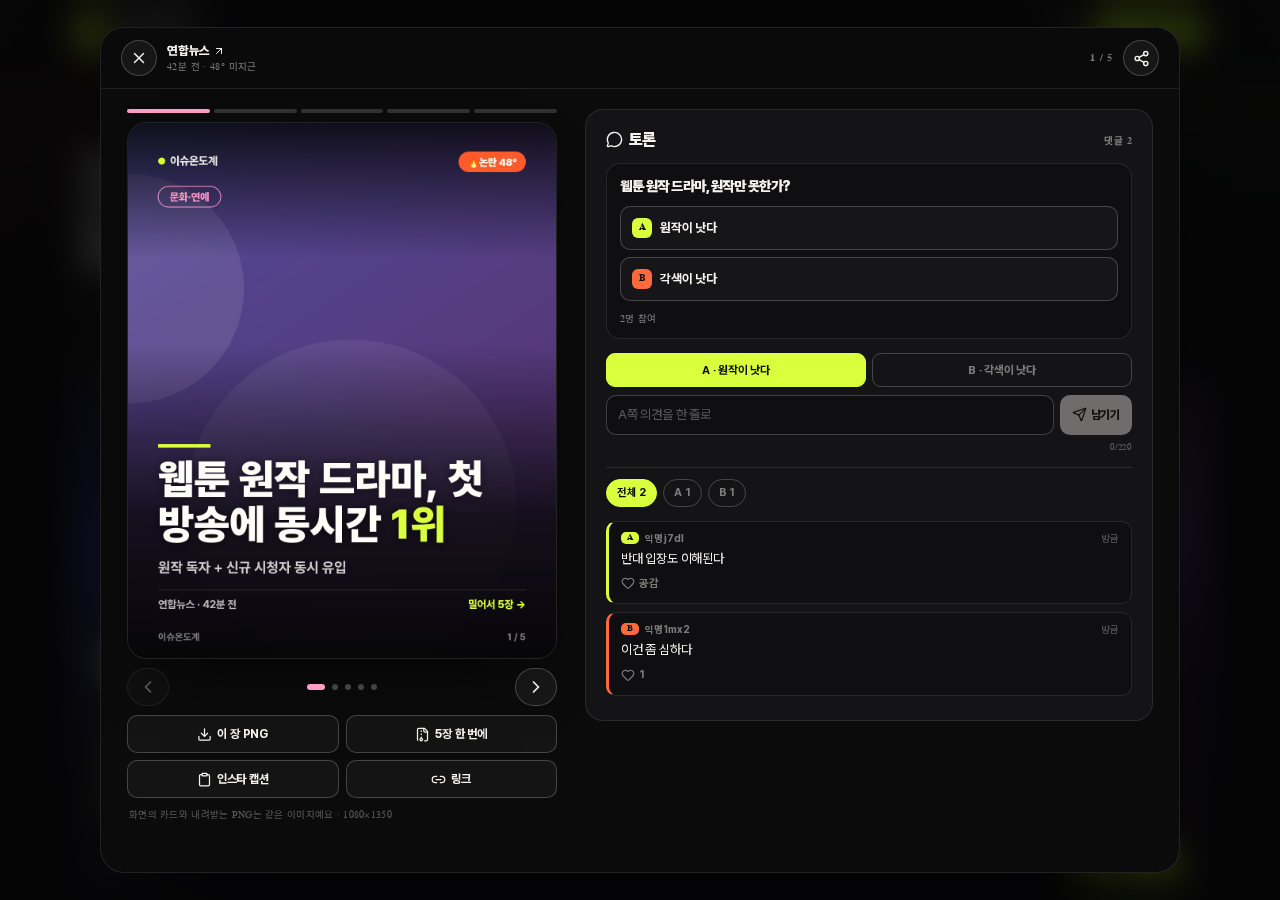 연합뉴스
42분 전 · 48° 미지근
1 / 5
이슈온도계
🔥논란 48°
문화·연예
웹툰 원작 드라마, 첫
방송에 동시간 1위
원작 독자 + 신규 시청자 동시 유입
연합뉴스 · 42분 전
밀어서 5장 →
이슈온도계
1 / 5
이 장 PNG
5장 한 번에
인스타 캡션
링크
화면의 카드와 내려받는 PNG는 같은 이미지예요 · 1080×1350
토론
댓글 2
웹툰 원작 드라마, 원작만 못한가?
A 원작이 낫다
B 각색이 낫다
2명 참여
A · 원작이 낫다
B · 각색이 낫다
A쪽 의견을 한 줄로
남기기
0/220
전체 2
A 1
B 1
A 익명j7dl
방금
반대 입장도 이해된다
공감
B 익명1mx2
방금
이건 좀 심하다
1